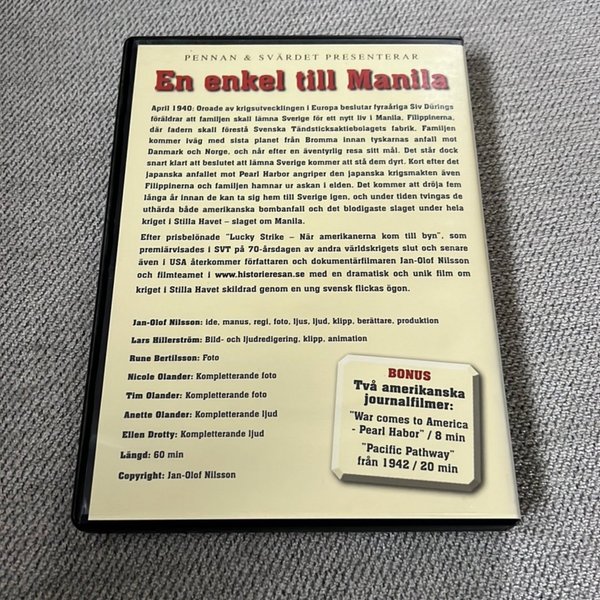 PENNAN & SVÄRDET PRESENTERAR
En enkel till Manila
April 1940: Oroade av krigsutvecklingen i Europa beslutar fyraåriga Siv Dürings
föräldrar att familjen skall lämna Sverige för ett nytt liv i Manila, Filippinerna,
där fadern skall förestå Svenska Tändsticksaktiebolagets fabrik. Familjen
kommer iväg med sista planet från Bromma innan tyskarnas anfall mot
Danmark och Norge, och når efter en äventyrlig resa sitt mål. Det står dock
snart klart att beslutet att lämna Sverige kommer att stå dem dyrt. Kort efter det
japanska anfallet mot Pearl Harbor angriper den japanska krigsmakten även
Filippinerna och familjen hamnar ur askan i elden. Det kommer att dröja fem
långa år innan de kan ta sig hem till Sverige igen, och under tiden tvingas de
uthärda både amerikanska bombanfall och det blodigaste slaget under hela
kriget i Stilla Havet – slaget om Manila.
Efter prisbelönade "Lucky Strike – När amerikanerna kom till byn", som
premiärvisades i SVT på 70-årsdagen av andra världskrigets slut och senare
även i USA återkommer författaren och dokumentärfilmaren Jan-Olof Nilsson
och filmteamet i www.historieresan.se med en dramatisk och unik film om
kriget i Stilla Havet skildrad genom en ung svensk flickas ögon.
Jan-Olof Nilsson: ide, manus, regi, foto, ljus, ljud, klipp, berättare, produktion
Lars Hillerström: Bild- och ljudredigering, klipp, animation
Rune Bertilsson: Foto
Nicole Olander: Kompletterande foto
Tim Olander: Kompletterande foto
Anette Olander: Kompletterande ljud
Ellen Drotty: Kompletterande ljud
Längd: 60 min
Copyright: Jan-Olof Nilsson
BONUS
Två amerikanska
journalfilmer:
"War comes to America
- Pearl Habor" / 8 min
"Pacific Pathway"
från 1942 / 20 min